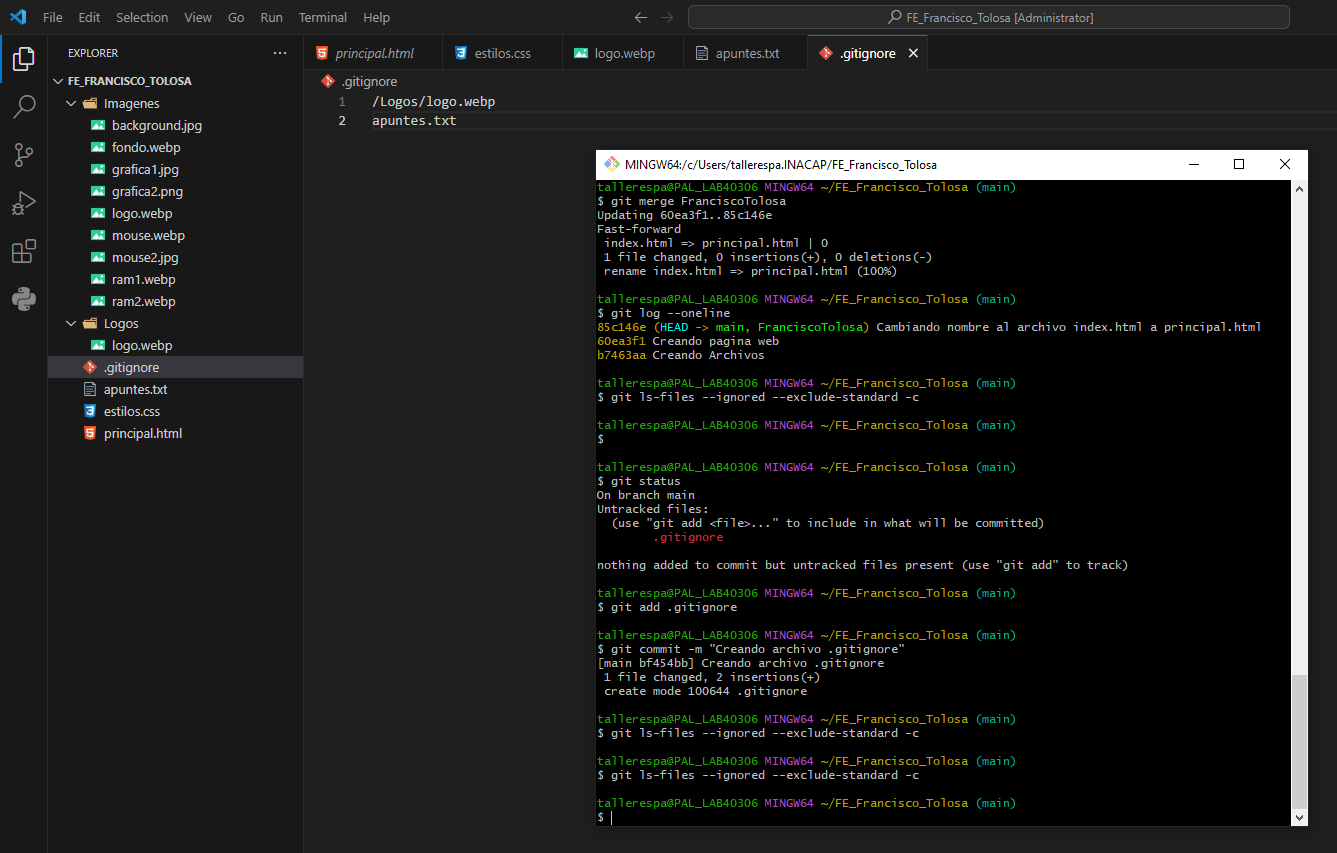 File Edit Selection View Go Run Terminal Help
FE_Francisco_Tolosa [Administrator]
EXPLORER
FE_FRANCISCO_TOLOSA
Imagenes
background.jpg
fondo.webp
grafica1.jpg
grafica2.png
logo.webp
mouse.webp
mouse2.jpg
ram1.webp
ram2.webp
Logos
logo.webp
.gitignore
apuntes.txt
estilos.css
principal.html
principal.html estilos.css logo.webp apuntes.txt .gitignore
.gitignore
1 /Logos/logo.webp
2 apuntes.txt
MINGW64:/c/Users/tallerespa.INACAP/FE_Francisco_Tolosa
tallerespa@PAL_LAB40306 MINGW64 ~/FE_Francisco_Tolosa (main)
$ git merge FranciscoTolosa
Updating 60ea3f1..85c146e
Fast-forward
index.html => principal.html | 0
1 file changed, 0 insertions(+), 0 deletions(-)
rename index.html => principal.html (100%)
tallerespa@PAL_LAB40306 MINGW64 ~/FE_Francisco_Tolosa (main)
$ git log --oneline
85c146e (HEAD -> main, FranciscoTolosa) Cambiando nombre al archivo index.html a principal.html
60ea3f1 Creando pagina web
b7463aa Creando Archivos
tallerespa@PAL_LAB40306 MINGW64 ~/FE_Francisco_Tolosa (main)
$ git ls-files --ignored --exclude-standard -c
tallerespa@PAL_LAB40306 MINGW64 ~/FE_Francisco_Tolosa (main)
$
tallerespa@PAL_LAB40306 MINGW64 ~/FE_Francisco_Tolosa (main)
$ git status
On branch main
Untracked files:
(use "git add <file>..." to include in what will be committed)
.gitignore
nothing added to commit but untracked files present (use "git add" to track)
tallerespa@PAL_LAB40306 MINGW64 ~/FE_Francisco_Tolosa (main)
$ git add .gitignore
tallerespa@PAL_LAB40306 MINGW64 ~/FE_Francisco_Tolosa (main)
$ git commit -m "Creando archivo .gitignore"
[main bf454bb] Creando archivo .gitignore
1 file changed, 2 insertions(+)
create mode 100644 .gitignore
tallerespa@PAL_LAB40306 MINGW64 ~/FE_Francisco_Tolosa (main)
$ git ls-files --ignored --exclude-standard -c
tallerespa@PAL_LAB40306 MINGW64 ~/FE_Francisco_Tolosa (main)
$ git ls-files --ignored --exclude-standard -c
tallerespa@PAL_LAB40306 MINGW64 ~/FE_Francisco_Tolosa (main)
$